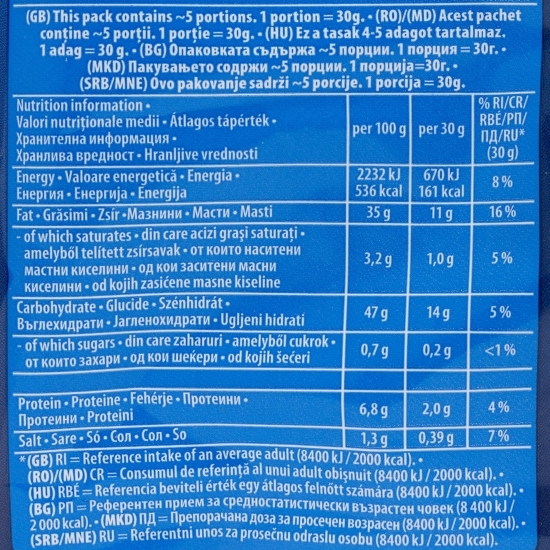 (GB) This pack contains ~5 portions. 1 portion = 30g. • (RO)/(MD) Acest pachet
conține ~5 porții. 1 porție = 30g. • (HU) Ez a tasak 4-5 adagot tartalmaz.
1 adag = 30 g. • (BG) Опаковката съдържа ~5 порции. 1 порция = 30г. •
(MKD) Пакувањето содржи ~5 порции. 1 порција=30г. •
(SRB/MNE) Ovo pakovanje sadrži ~5 porcije. 1 porcija = 30g.
Nutrition information •
Valori nutriționale medii • Átlagos tápérték •
Хранителна информация •
Хранлива вредност • Hranljive vrednosti
per 100 g
per 30 g
% RI/CR/
RBÉ/РП/
ПД/RU*
(30 g)
Energy • Valoare energetică • Energia •
Енергия • Енергија • Energija
2232 kJ
536 kcal
670 kJ
161 kcal
8 %
Fat • Grăsimi • Zsír •Мазнини • Масти • Masti
35 g
11 g
16 %
- of which saturates • din care acizi grași saturați •
amelyből telített zsírsavak • от които наситени
мастни киселини • од кои заситени масни
киселини • od kojih zasićene masne kiseline
3,2 g
1,0 g
5 %
Carbohydrate • Glucide • Szénhidrát •
Въглехидрати • Јагленохидрати • Ugljeni hidrati
47 g
14 g
5 %
- of which sugars • din care zaharuri • amelyből cukrok •
от които захари • од кои шеќери • od kojih šećeri
0,7 g
0,2 g
<1 %
Protein • Proteine • Fehérje • Протеини •
Протеини • Proteini
6,8 g
2,0 g
4 %
Salt • Sare • Só • Сол • Сол • So
1,3 g
0,39 g
7 %
*(GB) RI = Reference intake of an average adult (8400 kJ / 2000 kcal). •
(RO)/(MD) CR = Consumul de referință al unui adult obișnuit (8400 kJ / 2000 kcal). •
(HU) RBÉ = Referencia beviteli érték egy átlagos felnőtt számára (8400 kJ / 2000 kcal). •
(BG) РП = Референтен прием за средностатистически възрастен човек (8 400 kJ /
2 000 kcal). • (MKD) ПД = Препорачана доза за просечен возрасен (8400 kJ / 2000 kcal). •
(SRB/MNE) RU = Referentni unos za prosečnu odraslu osobu (8400 kJ / 2000 kcal).